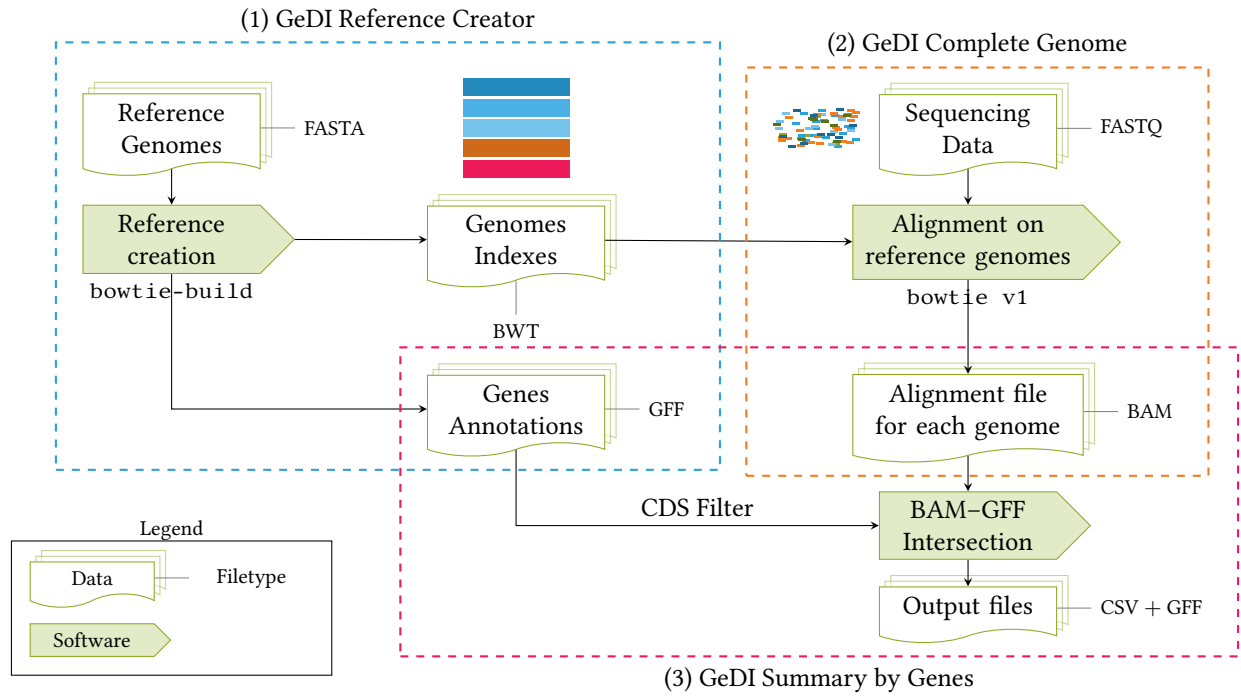 (1) GeDI Reference Creator
(2) GeDI Complete Genome
Reference
Genomes
FASTA
Sequencing
Data
FASTQ
Reference
creation
bowtie-build
Genomes
Indexes
BWT
Alignment on
reference genomes
bowtie v1
Genes
Annotations
GFF
Alignment file
for each genome
BAM
CDS Filter
BAM–GFF
Intersection
Output files
CSV + GFF
Legend
Data
Filetype
Software
(3) GeDI Summary by Genes